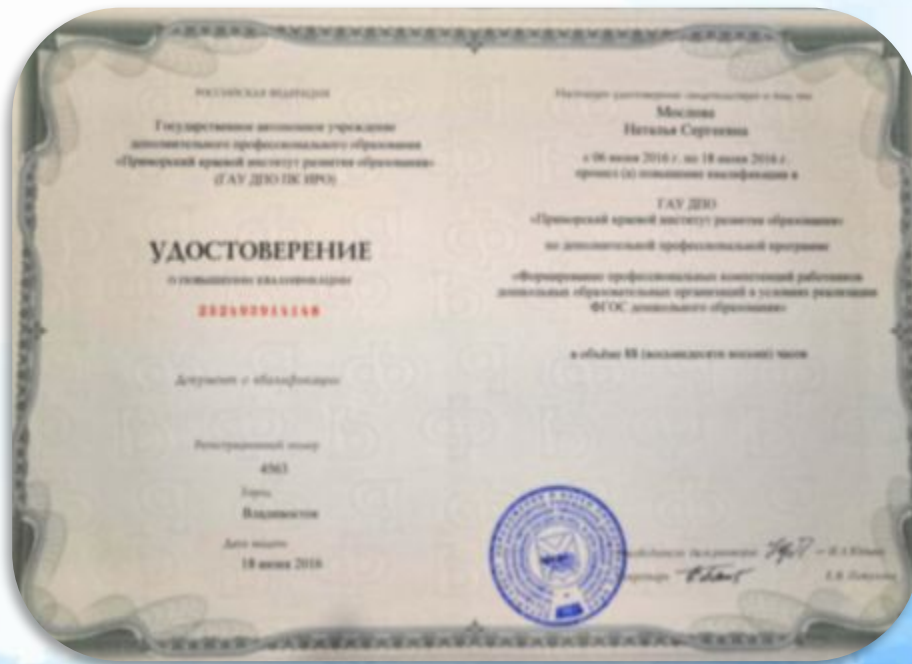 РОССИЙСКАЯ ФЕДЕРАЦИЯ
Государственное автономное учреждение
дополнительного профессионального образования
«Приморский краевой институт развития образования»
(ГАУ ДПО ПК ИРО)
УДОСТОВЕРЕНИЕ
о повышении квалификации
Документ о квалификации
Регистрационный номер
4563
Город
Владивосток
Дата выдачи
18 июня 2016
Настоящее удостоверение свидетельствует о том, что
Наталья Сергеевна
с 06 июня 2016 г. по 18 июня 2016 г.
прошел (а) повышение квалификации в
ГАУ ДПО
«Приморский краевой институт развития образования»
по дополнительной профессиональной программе
«Формирование профессиональных компетенций работников
дошкольных образовательных организаций в условиях реализации
ФГОС дошкольного образования»
в объёме 88 (восемьдесят восемь) часов